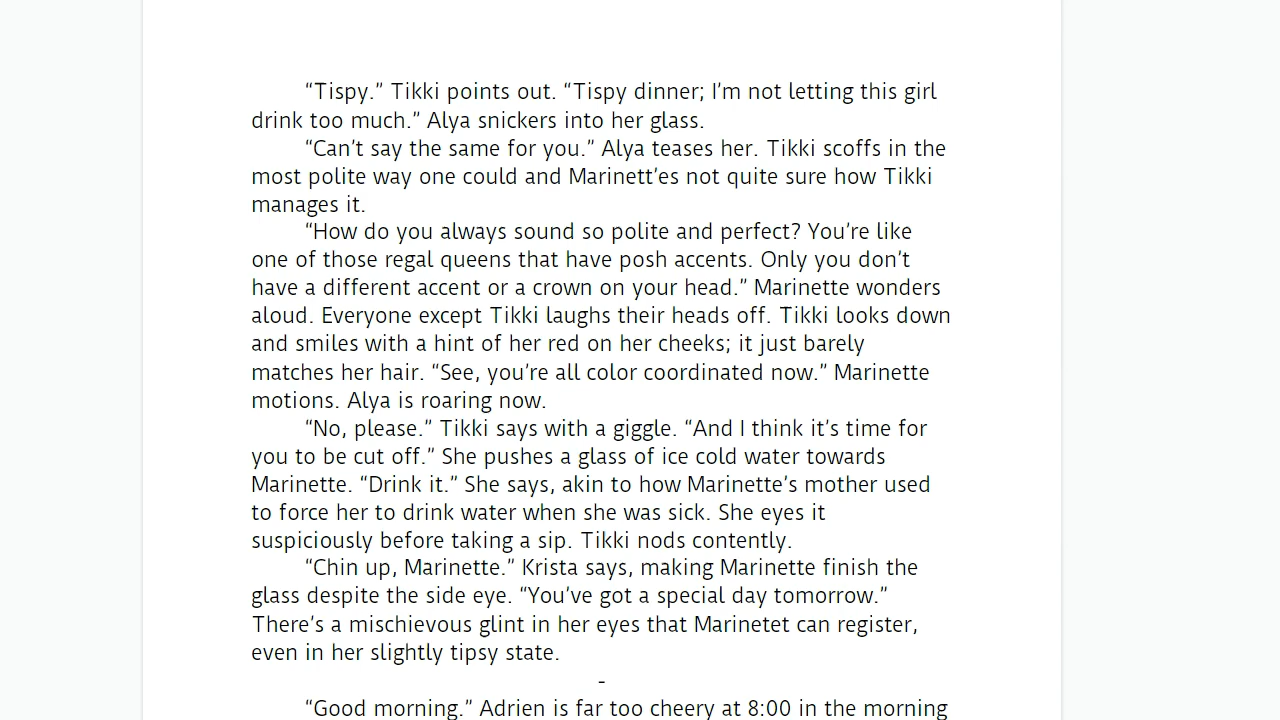 “Tispy.” Tikki points out. “Tispy dinner; I’m not letting this girl
drink too much.” Alya snickers into her glass.
“Can’t say the same for you.” Alya teases her. Tikki scoffs in the
most polite way one could and Marinett’es not quite sure how Tikki
manages it.
“How do you always sound so polite and perfect? You’re like
one of those regal queens that have posh accents. Only you don’t
have a different accent or a crown on your head.” Marinette wonders
aloud. Everyone except Tikki laughs their heads off. Tikki looks down
and smiles with a hint of her red on her cheeks; it just barely
matches her hair. “See, you’re all color coordinated now.” Marinette
motions. Alya is roaring now.
“No, please.” Tikki says with a giggle. “And I think it’s time for
you to be cut off.” She pushes a glass of ice cold water towards
Marinette. “Drink it.” She says, akin to how Marinette’s mother used
to force her to drink water when she was sick. She eyes it
suspiciously before taking a sip. Tikki nods contently.
“Chin up, Marinette.” Krista says, making Marinette finish the
glass despite the side eye. “You’ve got a special day tomorrow.”
There’s a mischievous glint in her eyes that Marinetet can register,
even in her slightly tipsy state.
-
“Good morning.” Adrien is far too cheery at 8:00 in the morning